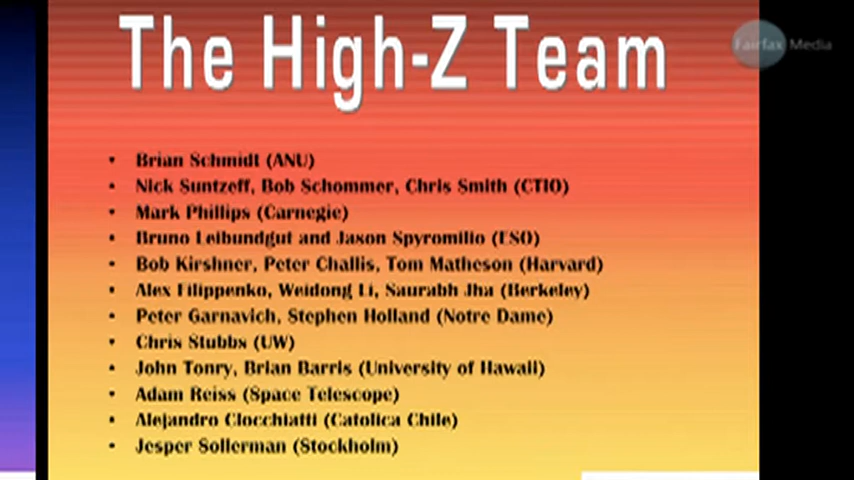 The High-Z Team
Fairfax Media
• Brian Schmidt (ANU)
• Nick Suntzeff, Bob Schommer, Chris Smith (CTIO)
• Mark Phillips (Carnegie)
• Bruno Leibundgut and Jason Spyromilio (ESO)
• Bob Kirshner, Peter Challis, Tom Matheson (Harvard)
• Alex Filippenko, Weidong Li, Saurabh Jha (Berkeley)
• Peter Garnavich, Stephen Holland (Notre Dame)
• Chris Stubbs (UW)
• John Tonry, Brian Barris (University of Hawaii)
• Adam Reiss (Space Telescope)
• Alejandro Clocchiatti (Catolica Chile)
• Jesper Sollerman (Stockholm)